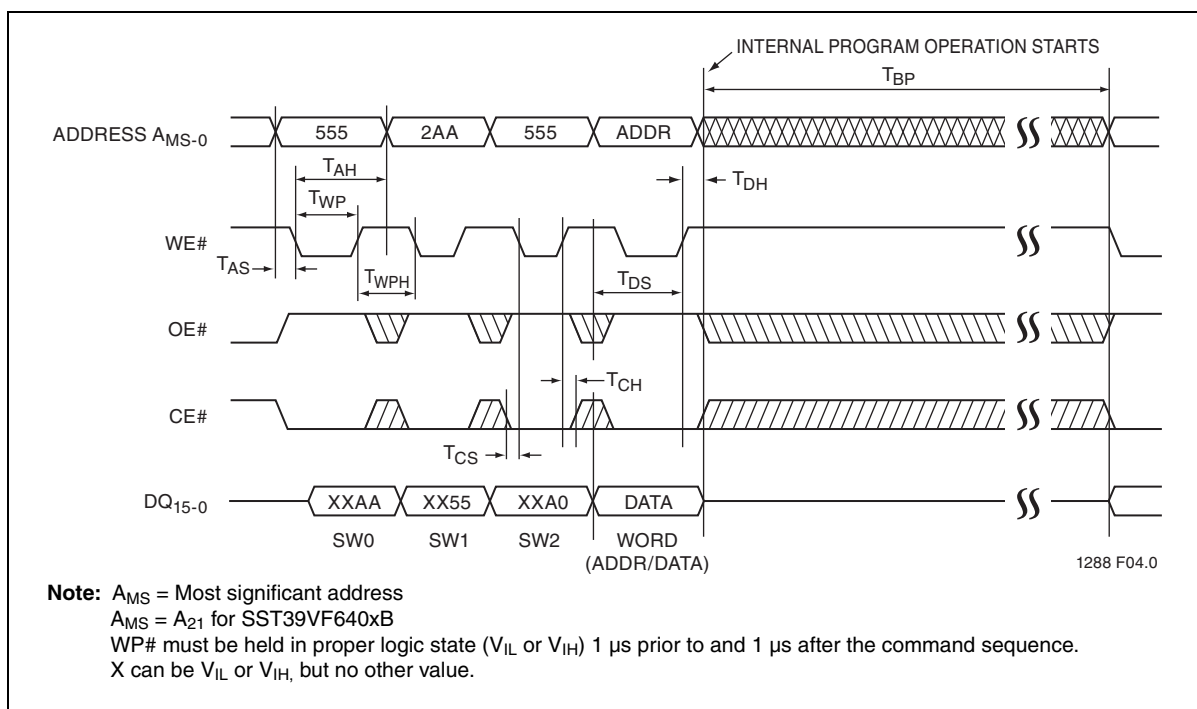 INTERNAL PROGRAM OPERATION STARTS
TBP
ADDRESS AMS-0
555
2AA
555
ADDR
TAH
TDH
TWP
WE#
TAS
TWPH
TDS
OE#
TCH
CE#
TCS
DQ15-0
XXAA
XX55
XXA0
DATA
SW0
SW1
SW2
WORD
(ADDR/DATA)
1288 F04.0
Note: AMS = Most significant address
AMS = A21 for SST39VF640xB
WP# must be held in proper logic state (VIL or VIH) 1 µs prior to and 1 µs after the command sequence.
X can be VIL or VIH, but no other value.